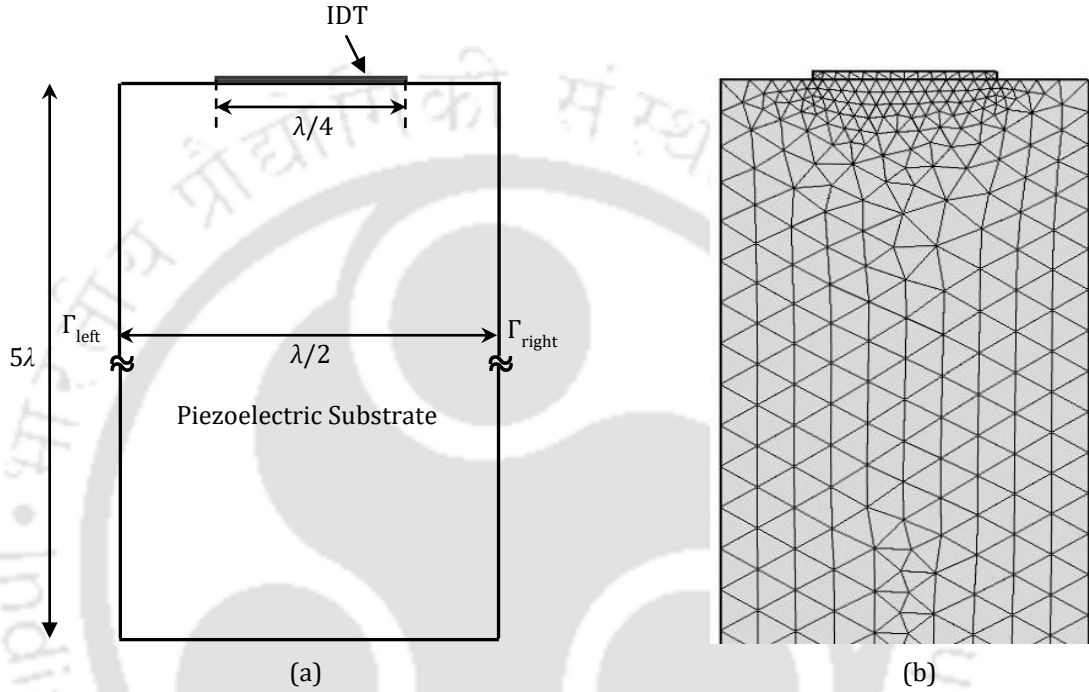 IDT
λ/4
Γleft
Γright
5λ
λ/2
Piezoelectric Substrate
(a)
(b)